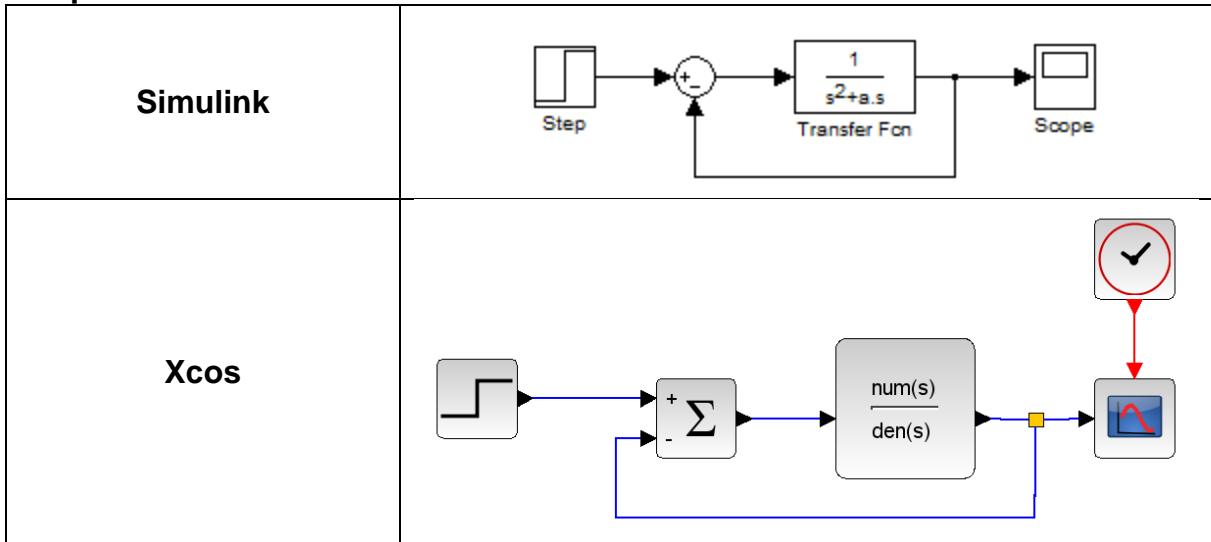 Simulink
+
-
1
s²+a.s
Step
Transfer Fcn
Scope
Xcos
+
-
Σ
num(s)
den(s)